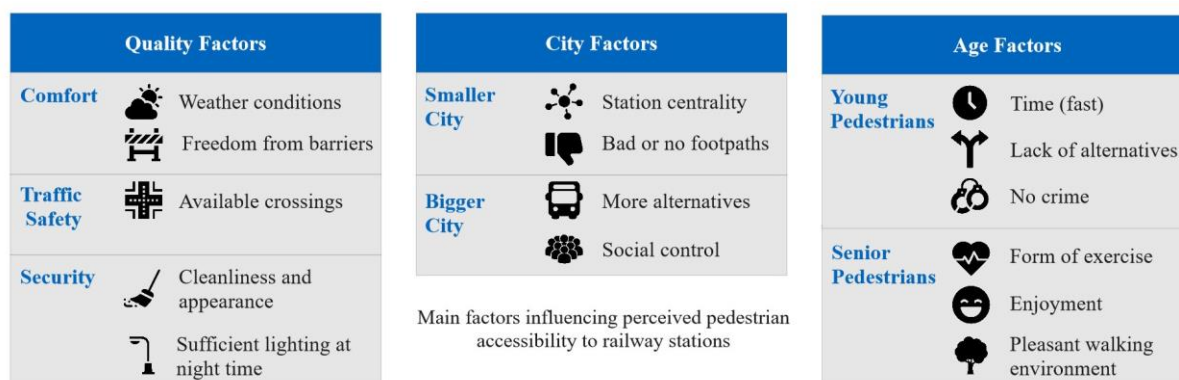 Quality Factors
Comfort
Weather conditions
Freedom from barriers
Traffic
Safety
Available crossings
Security
Cleanliness and
appearance
Sufficient lighting at
night time
City Factors
Smaller
City
Station centrality
Bad or no footpaths
Bigger
City
More alternatives
Social control
Main factors influencing perceived pedestrian
accessibility to railway stations
Age Factors
Young
Pedestrians
Time (fast)
Lack of alternatives
No crime
Senior
Pedestrians
Form of exercise
Enjoyment
Pleasant walking
environment